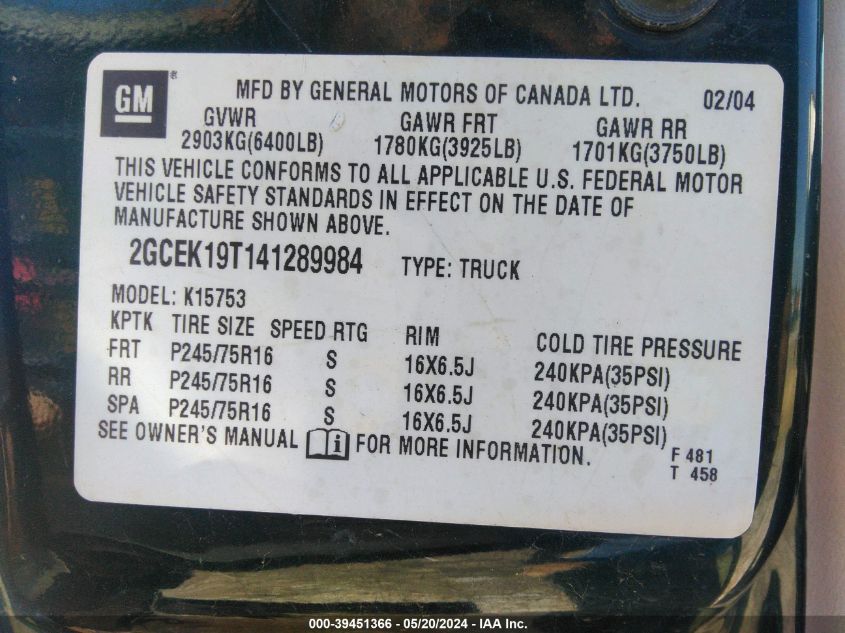 GM ®
MFD BY GENERAL MOTORS OF CANADA LTD. 02/04
GVWR GAWR FRT GAWR RR
2903KG(6400LB) 1780KG(3925LB) 1701KG(3750LB)
THIS VEHICLE CONFORMS TO ALL APPLICABLE U.S. FEDERAL MOTOR
VEHICLE SAFETY STANDARDS IN EFFECT ON THE DATE OF
MANUFACTURE SHOWN ABOVE.
2GCEK19T141289984 TYPE: TRUCK
MODEL: K15753
KPTK TIRE SIZE SPEED RTG RIM COLD TIRE PRESSURE
FRT P245/75R16 S 16X6.5J 240KPA(35PSI)
RR P245/75R16 S 16X6.5J 240KPA(35PSI)
SPA P245/75R16 S 16X6.5J 240KPA(35PSI)
SEE OWNER'S MANUAL i FOR MORE INFORMATION.
F 481
T 458
000-39451366 - 05/20/2024 - IAA Inc.